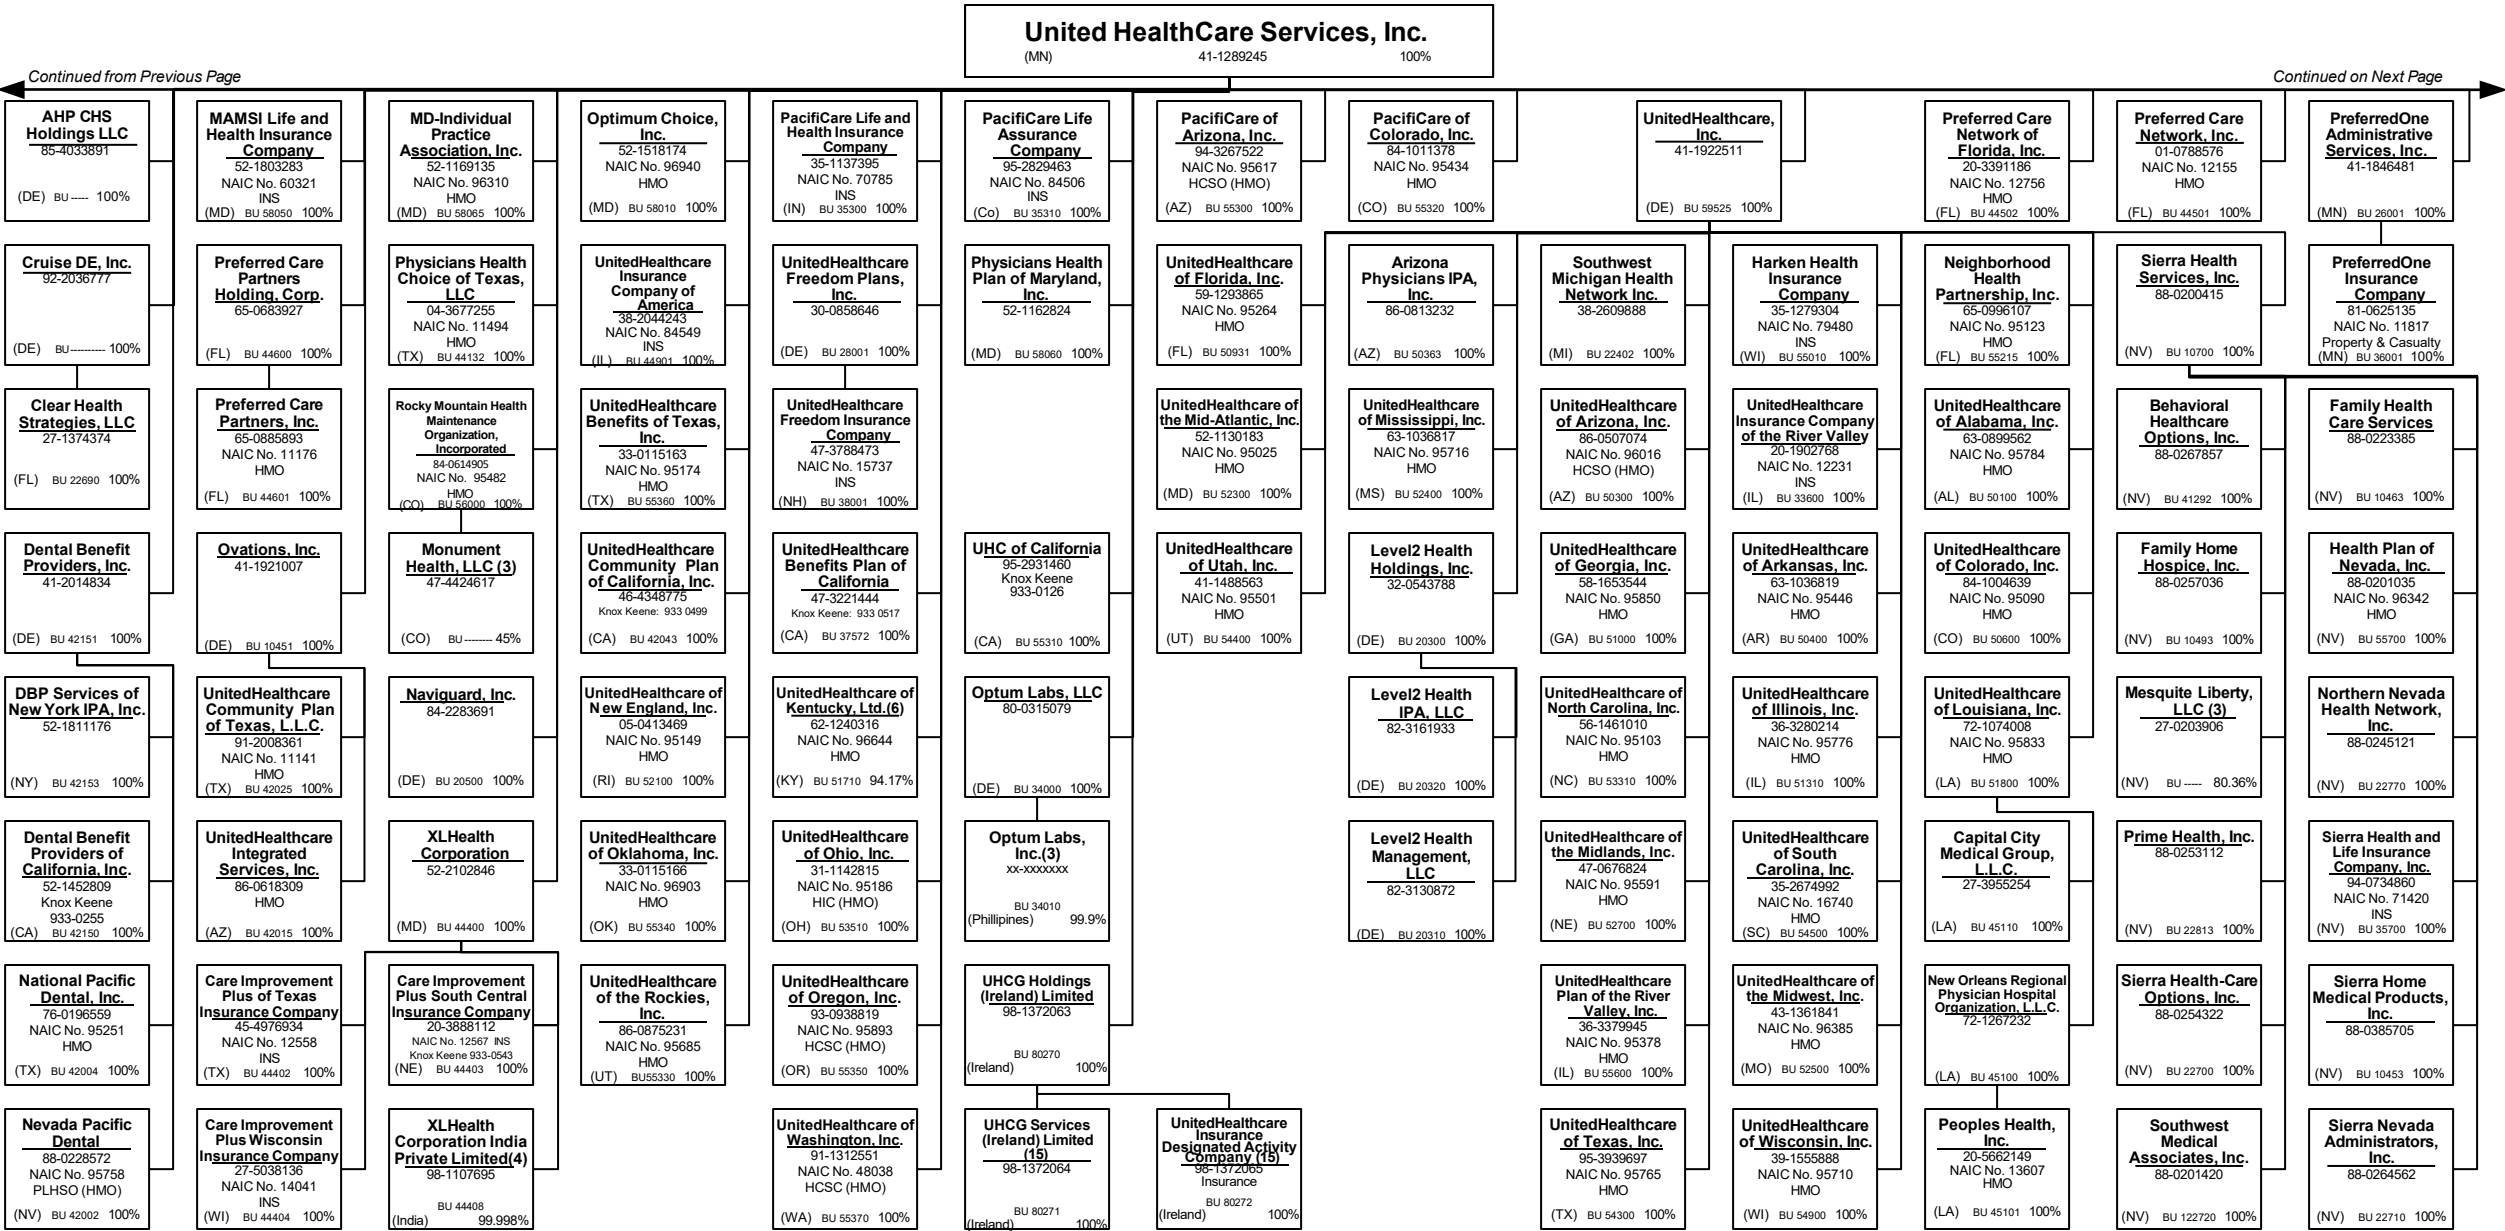 United HealthCare Services, Inc.
(MN) 41-1289245 100%
Continued from Previous Page
Continued on Next Page
AHP CHS
Holdings LLC
85-4033891
(DE) BU ----- 100%
MAMSI Life and
Health Insurance
Company
52-1803283
NAIC No. 60321
INS
(MD) BU 58050 100%
MD-Individual
Practice
Association, Inc.
52-1169135
NAIC No. 96310
HMO
(MD) BU 58065 100%
Optimum Choice,
Inc.
52-1518174
NAIC No. 96940
HMO
(MD) BU 58010 100%
PacifiCare Life and
Health Insurance
Company
35-1137395
NAIC No. 70785
INS
(IN) BU 35300 100%
PacifiCare Life
Assurance
Company
95-2829463
NAIC No. 84506
INS
(Co) BU 35310 100%
PacifiCare of
Arizona, Inc.
94-3267522
NAIC No. 95617
HCSO (HMO)
(AZ) BU 55300 100%
PacifiCare of
Colorado, Inc.
84-1011378
NAIC No. 95434
HMO
(CO) BU 55320 100%
UnitedHealthcare,
Inc.
41-1922511
(DE) BU 59525 100%
Preferred Care
Network of
Florida, Inc.
20-3391186
NAIC No. 12756
HMO
(FL) BU 44502 100%
Preferred Care
Network, Inc.
01-0788576
NAIC No. 12155
HMO
(FL) BU 44501 100%
PreferredOne
Administrative
Services, Inc.
41-1846481
(MN) BU 26001 100%
Cruise DE, Inc.
92-2036777
(DE) BU---------- 100%
Preferred Care
Partners
Holding, Corp.
65-0683927
(FL) BU 44600 100%
Physicians Health
Choice of Texas,
LLC
04-3677255
NAIC No. 11494
HMO
(TX) BU 44132 100%
UnitedHealthcare
Insurance
Company of
America
38-2044243
NAIC No. 84549
INS
(IL) BU 44901 100%
UnitedHealthcare
Freedom Plans,
Inc.
30-0858646
(DE) BU 28001 100%
Physicians Health
Plan of Maryland,
Inc.
52-1162824
(MD) BU 58060 100%
UnitedHealthcare
of Florida, Inc.
59-1293865
NAIC No. 95264
HMO
(FL) BU 50931 100%
Arizona
Physicians IPA,
Inc.
86-0813232
(AZ) BU 50363 100%
Southwest
Michigan Health
Network Inc.
38-2609888
(MI) BU 22402 100%
Harken Health
Insurance
Company
35-1279304
NAIC No. 79480
INS
(WI) BU 55010 100%
Neighborhood
Health
Partnership, Inc.
65-0996107
NAIC No. 95123
HMO
(FL) BU 55215 100%
Sierra Health
Services, Inc.
88-0200415
(NV) BU 10700 100%
PreferredOne
Insurance
Company
81-0625135
NAIC No. 11817
Property & Casualty
(MN) BU 36001 100%
Clear Health
Strategies, LLC
27-1374374
(FL) BU 22690 100%
Preferred Care
Partners, Inc.
65-0885893
NAIC No. 11176
HMO
(FL) BU 44601 100%
Rocky Mountain Health
Maintenance
Organization,
Incorporated
84-0614905
NAIC No. 95482
HMO
(CO) BU 56000 100%
UnitedHealthcare
Benefits of Texas,
Inc.
33-0115163
NAIC No. 95174
HMO
(TX) BU 55360 100%
UnitedHealthcare
Freedom Insurance
Company
47-3788473
NAIC No. 15737
INS
(NH) BU 38001 100%
UnitedHealthcare of
the Mid-Atlantic, Inc.
52-1130183
NAIC No. 95025
HMO
(MD) BU 52300 100%
UnitedHealthcare
of Mississippi, Inc.
63-1036817
NAIC No. 95716
HMO
(MS) BU 52400 100%
UnitedHealthcare
of Arizona, Inc.
86-0507074
NAIC No. 96016
HCSO (HMO)
(AZ) BU 50300 100%
UnitedHealthcare
Insurance Company
of the River Valley
20-1902768
NAIC No. 12231
INS
(IL) BU 33600 100%
UnitedHealthcare
of Alabama, Inc.
63-0899562
NAIC No. 95784
HMO
(AL) BU 50100 100%
Behavioral
Healthcare
Options, Inc.
88-0267857
(NV) BU 41292 100%
Family Health
Care Services
88-0223385
(NV) BU 10463 100%
Dental Benefit
Providers, Inc.
41-2014834
(DE) BU 42151 100%
Ovations, Inc.
41-1921007
(DE) BU 10451 100%
Monument
Health, LLC (3)
47-4424617
(CO) BU-------- 45%
UnitedHealthcare
Community Plan
of California, Inc.
46-4348775
Knox Keene: 933 0499
(CA) BU 42043 100%
UnitedHealthcare
Benefits Plan of
California
47-3221444
Knox Keene: 933 0517
(CA) BU 37572 100%
UHC of California
95-2931460
Knox Keene
933-0126
(CA) BU 55310 100%
UnitedHealthcare
of Utah, Inc.
41-1488563
NAIC No. 95501
HMO
(UT) BU 54400 100%
Level2 Health
Holdings, Inc.
32-0543788
(DE) BU 20300 100%
UnitedHealthcare
of Georgia, Inc.
58-1653544
NAIC No. 95850
HMO
(GA) BU 51000 100%
UnitedHealthcare
of Arkansas, Inc.
63-1036819
NAIC No. 95446
HMO
(AR) BU 50400 100%
UnitedHealthcare
of Colorado, Inc.
84-1004639
NAIC No. 95090
HMO
(CO) BU 50600 100%
Family Home
Hospice, Inc.
88-0257036
(NV) BU 10493 100%
Health Plan of
Nevada, Inc.
88-0201035
NAIC No. 96342
HMO
(NV) BU 55700 100%
DBP Services of
New York IPA, Inc.
52-1811176
(NY) BU 42153 100%
UnitedHealthcare
Community Plan
of Texas, L.L.C.
91-2008361
NAIC No. 11141
HMO
(TX) BU 42025 100%
Naviguard, Inc.
84-2283691
(DE) BU 20500 100%
UnitedHealthcare of
New England, Inc.
05-0413469
NAIC No. 95149
HMO
(RI) BU 52100 100%
UnitedHealthcare of
Kentucky, Ltd.(6)
62-1240316
NAIC No. 96644
HMO
(KY) BU 51710 94.17%
Optum Labs, LLC
80-0315079
(DE) BU 34000 100%
Level2 Health
IPA, LLC
82-3161933
(DE) BU 20320 100%
UnitedHealthcare of
North Carolina, Inc.
56-1461010
NAIC No. 95103
HMO
(NC) BU 53310 100%
UnitedHealthcare
of Illinois, Inc.
36-3280214
NAIC No. 95776
HMO
(IL) BU 51310 100%
UnitedHealthcare
of Louisiana, Inc.
72-1074008
NAIC No. 95833
HMO
(LA) BU 51800 100%
Mesquite Liberty,
LLC (3)
27-0203906
(NV) BU ----- 80.36%
Northern Nevada
Health Network,
Inc.
88-0245121
(NV) BU 22770 100%
Dental Benefit
Providers of
California, Inc.
52-1452809
Knox Keene
933-0255
(CA) BU 42150 100%
UnitedHealthcare
Integrated
Services, Inc.
86-0618309
HMO
(AZ) BU 42015 100%
XLHealth
Corporation
52-2102846
(MD) BU 44400 100%
UnitedHealthcare
of Oklahoma, Inc.
33-0115166
NAIC No. 96903
HMO
(OK) BU 55340 100%
UnitedHealthcare
of Ohio, Inc.
31-1142815
NAIC No. 95186
HIC (HMO)
(OH) BU 53510 100%
Optum Labs,
Inc.(3)
xx-xxxxxxx
BU 34010
(Phillipines) 99.9%
Level2 Health
Management,
LLC
82-3130872
(DE) BU 20310 100%
UnitedHealthcare of
the Midlands, Inc.
47-0676824
NAIC No. 95591
HMO
(NE) BU 52700 100%
UnitedHealthcare
of South
Carolina, Inc.
35-2674992
NAIC No. 16740
HMO
(SC) BU 54500 100%
Capital City
Medical Group,
L.L.C.
27-3955254
(LA) BU 45110 100%
Prime Health, Inc.
88-0253112
(NV) BU 22813 100%
Sierra Health and
Life Insurance
Company, Inc.
94-0734860
NAIC No. 71420
INS
(NV) BU 35700 100%
National Pacific
Dental, Inc.
76-0196559
NAIC No. 95251
HMO
(TX) BU 42004 100%
Care Improvement
Plus of Texas
Insurance Company
45-4976934
NAIC No. 12558
INS
(TX) BU 44402 100%
Care Improvement
Plus South Central
Insurance Company
20-3888112
NAIC No. 12567 INS
Knox Keene 933-0543
(NE) BU 44403 100%
UnitedHealthcare
of the Rockies,
Inc.
86-0875231
NAIC No. 95685
HMO
(UT) BU55330 100%
UnitedHealthcare
of Oregon, Inc.
93-0938819
NAIC No. 95893
HCSC (HMO)
(OR) BU 55350 100%
UHCG Holdings
(Ireland) Limited
98-1372063
BU 80270
(Ireland) 100%
UnitedHealthcare
Plan of the River
Valley, Inc.
36-3379945
NAIC No. 95378
HMO
(IL) BU 55600 100%
UnitedHealthcare of
the Midwest, Inc.
43-1361841
NAIC No. 96385
HMO
(MO) BU 52500 100%
New Orleans Regional
Physician Hospital
Organization, L.L.C.
72-1267232
(LA) BU 45100 100%
Sierra Health-Care
Options, Inc.
88-0254322
(NV) BU 22700 100%
Sierra Home
Medical Products,
Inc.
88-0385705
(NV) BU 10453 100%
Nevada Pacific
Dental
88-0228572
NAIC No. 95758
PLHSO (HMO)
(NV) BU 42002 100%
Care Improvement
Plus Wisconsin
Insurance Company
27-5038136
NAIC No. 14041
INS
(WI) BU 44404 100%
XLHealth
Corporation India
Private Limited(4)
98-1107695
BU 44408
(India) 99.998%
UnitedHealthcare of
Washington, Inc.
91-1312551
NAIC No. 48038
HCSC (HMO)
(WA) BU 55370 100%
UHCG Services
(Ireland) Limited
(15)
98-1372064
BU 80271
(Ireland) 100%
UnitedHealthcare
Insurance
Designated Activity
Company (15)
98-1372065
Insurance
BU 80272
(Ireland) 100%
UnitedHealthcare
of Texas, Inc.
95-3939697
NAIC No. 95765
HMO
(TX) BU 54300 100%
UnitedHealthcare
of Wisconsin, Inc.
39-1555888
NAIC No. 95710
HMO
(WI) BU 54900 100%
Peoples Health,
Inc.
20-5662149
NAIC No. 13607
HMO
(LA) BU 45101 100%
Southwest
Medical
Associates, Inc.
88-0201420
(NV) BU 122720 100%
Sierra Nevada
Administrators,
Inc.
88-0264562
(NV) BU 22710 100%